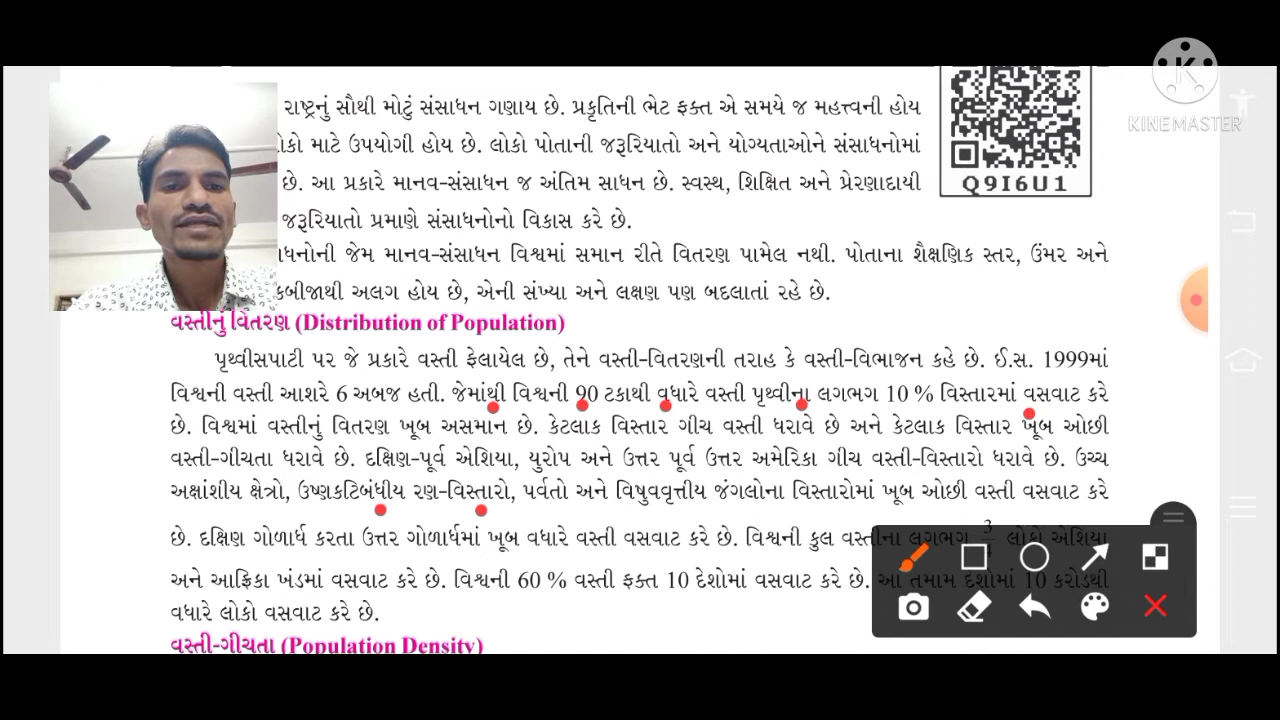 રાષ્ટ્રનું સૌથી મોટું સંસાધન ગણાય છે. પ્રકૃતિની ભેટ ફક્ત એ સમયે જ મહત્ત્વની હોય
માટે ઉપયોગી હોય છે. લોકો પોતાની જરૂરિયાતો અને યોગ્યતાઓને સંસાધનોમાં
છે. આ પ્રકારે માનવ-સંસાધન જ અંતિમ સાધન છે. સ્વસ્થ, શિક્ષિત અને પ્રેરણાદાયી
જરૂરિયાતો પ્રમાણે સંસાધનોનો વિકાસ કરે છે.
Q9I6U1
KINEMASTER
જેમ માનવ-સંસાધન વિશ્વમાં સમાન રીતે વિતરણ પામેલ નથી. પોતાના શૈક્ષણિક સ્તર, ઉંમર અને
અલગ હોય છે, એની સંખ્યા અને લક્ષણ પણ બદલાતાં રહે છે.
વસ્તીનું વિતરણ (Distribution of Population)
પૃથ્વીસપાટી પર જે પ્રકારે વસ્તી ફેલાયેલ છે, તેને વસ્તી-વિતરણની તરાહ કે વસ્તી-વિભાજન કહે છે. ઈ.સ. 1999માં
વિશ્વની વસ્તી આશરે 6 અબજ હતી. જેમાંથી વિશ્વની 90 ટકાથી વધારે વસ્તી પૃથ્વીના લગભગ 10 % વિસ્તારમાં વસવાટ કરે
છે. વિશ્વમાં વસ્તીનું વિતરણ ખૂબ અસમાન છે. કેટલાક વિસ્તાર ગીચ વસ્તી ધરાવે છે અને કેટલાક વિસ્તાર ખૂબ ઓછી
વસ્તી-ગીચતા ધરાવે છે. દક્ષિણ-પૂર્વ એશિયા, યુરોપ અને ઉત્તર પૂર્વ ઉત્તર અમેરિકા ગીચ વસ્તી-વિસ્તારો ધરાવે છે. ઉચ્ચ
અક્ષાંશીય ક્ષેત્રો, ઉષ્ણકટિબંધીય રણ-વિસ્તારો, પર્વતો અને વિષુવવૃત્તીય જંગલોના વિસ્તારોમાં ખૂબ ઓછી વસ્તી વસવાટ કરે
છે. દક્ષિણ ગોળાર્ધ કરતા ઉત્તર ગોળાર્ધમાં ખૂબ વધારે વસ્તી વસવાટ કરે છે. વિશ્વની કુલ વસ્તીના લગભગ 3/4 લોકો એશિયા
અને આફ્રિકા ખંડમાં વસવાટ કરે છે. વિશ્વની 60 % વસ્તી ફક્ત 10 દેશોમાં વસવાટ કરે છે. આ તમામ દેશોમાં 10 કરોડથી
વધારે લોકો વસવાટ કરે છે.
વસ્તી-ગીચતા (Population Density)